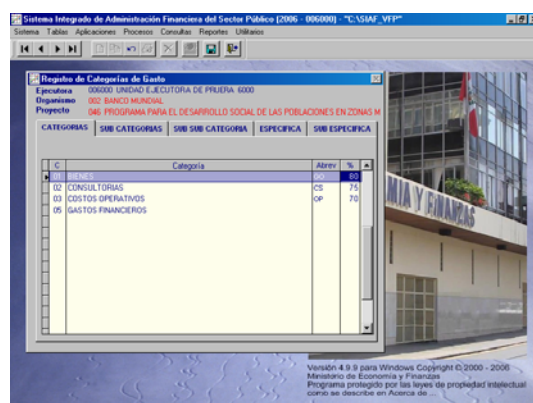 Sistema Integrado de Administración Financiera del Sector Público (2006 - 006000) - "C:\SIAF_VFP"
Sistema Tablas Aplicaciones Procesos Consultas Reportes Utilitarios
Registro de Categorías de Gasto
Ejecutora 006000 UNIDAD EJECUTORA DE PRUEBA 6000
Organismo 002 BANCO MUNDIAL
Proyecto 046 PROGRAMA PARA EL DESARROLLO SOCIAL DE LAS POBLACIONES EN ZONAS M
CATEGORIAS SUB CATEGORIAS SUB SUB CATEGORIA ESPECIFICA SUB ESPECIFICA
C Categoría Abrev %
01 BIENES 80
02 CONSULTORIAS CS 75
03 COSTOS OPERATIVOS OP 70
05 GASTOS FINANCIEROS
MIA Y FINANZAS
Versión 4.9.9 para Windows Copyright © 2000 - 2006
Ministerio de Economía y Finanzas
Programa protegido por las leyes de propiedad intelectual
como se describe en Acerca de ...